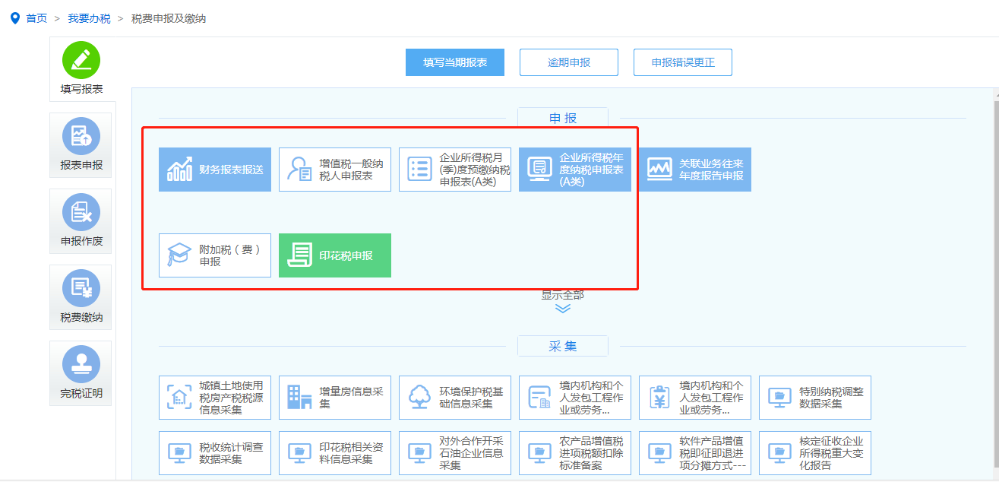 首页 > 我要办税 > 税费申报及缴纳
填写报表
报表申报
申报作废
税费缴纳
完税证明
填写当期报表
逾期申报
申报错误更正
申报
财务报表报送
增值税一般纳
税人申报表
企业所得税月
(季)度预缴纳税
申报表(A类)
企业所得税年
度纳税申报表
(A类)
关联业务往来
年度报告申报
附加税（费）
申报
印花税申报
显示全部
采集
城镇土地使用
税房产税税源
信息采集
增量房信息采
集
环境保护税基
础信息采集
境内机构和个
人发包工程作
业或劳务...
境内机构和个
人发包工程作
业或劳务...
特别纳税调整
数据采集
税收统计调查
数据采集
印花税相关资
料信息采集
对外合作开采
石油企业信息
采集
农产品增值税
进项税额扣除
标准备案
软件产品增值
税即征即退进
项分摊方式---
核定征收企业
所得税重大变
化报告